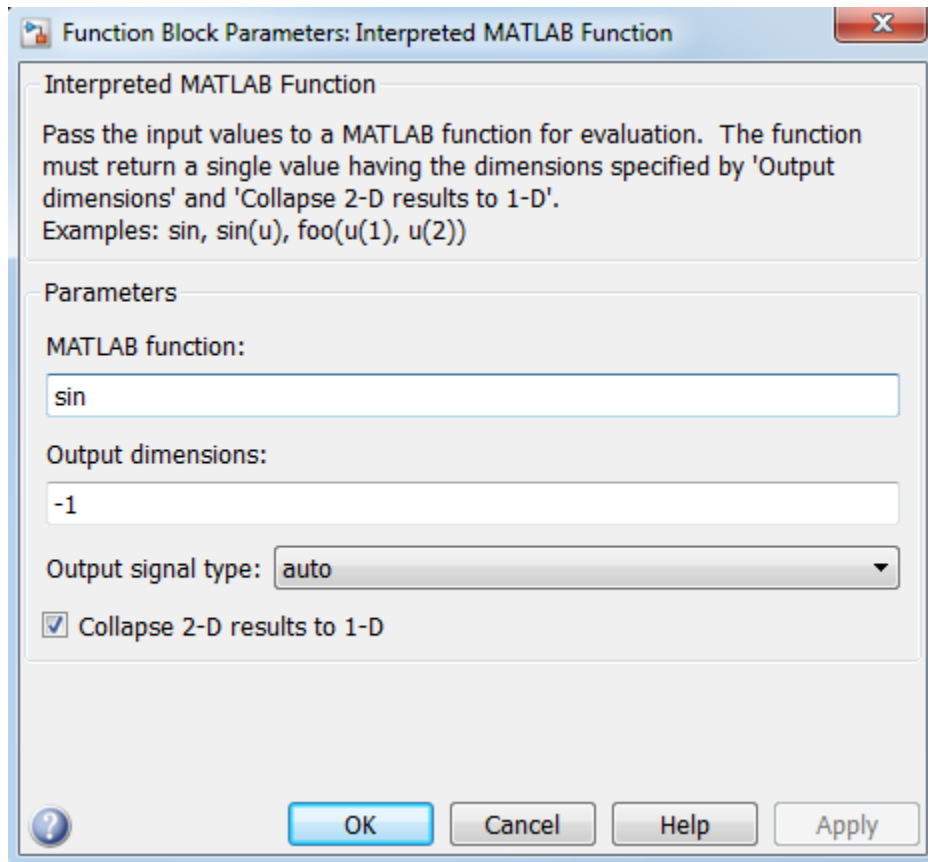 Function Block Parameters: Interpreted MATLAB Function
X
Interpreted MATLAB Function
Pass the input values to a MATLAB function for evaluation.  The function
must return a single value having the dimensions specified by 'Output
dimensions' and 'Collapse 2-D results to 1-D'.
Examples: sin, sin(u), foo(u(1), u(2))
Parameters
MATLAB function:
sin
Output dimensions:
-1
Output signal type: auto
Collapse 2-D results to 1-D
? OK Cancel Help Apply